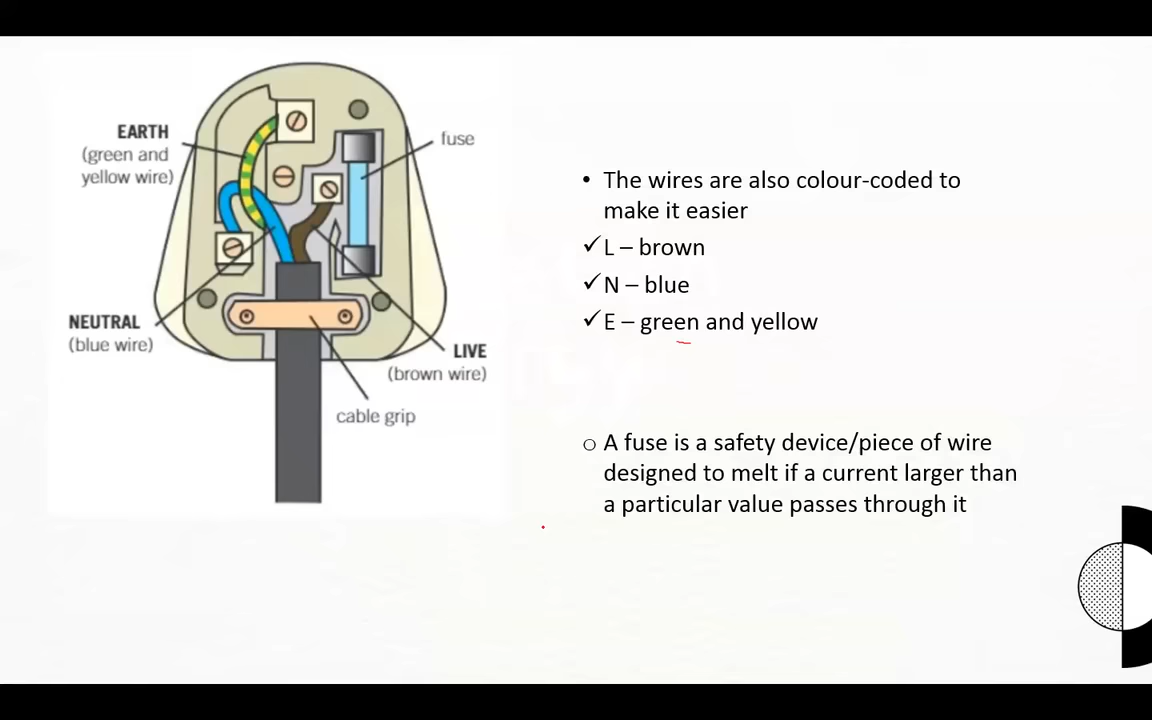 EARTH
(green and
yellow wire)
fuse
NEUTRAL
(blue wire)
LIVE
(brown wire)
cable grip
• The wires are also colour-coded to
make it easier
✓L – brown
✓N – blue
✓E – green and yellow
o A fuse is a safety device/piece of wire
designed to melt if a current larger than
a particular value passes through it